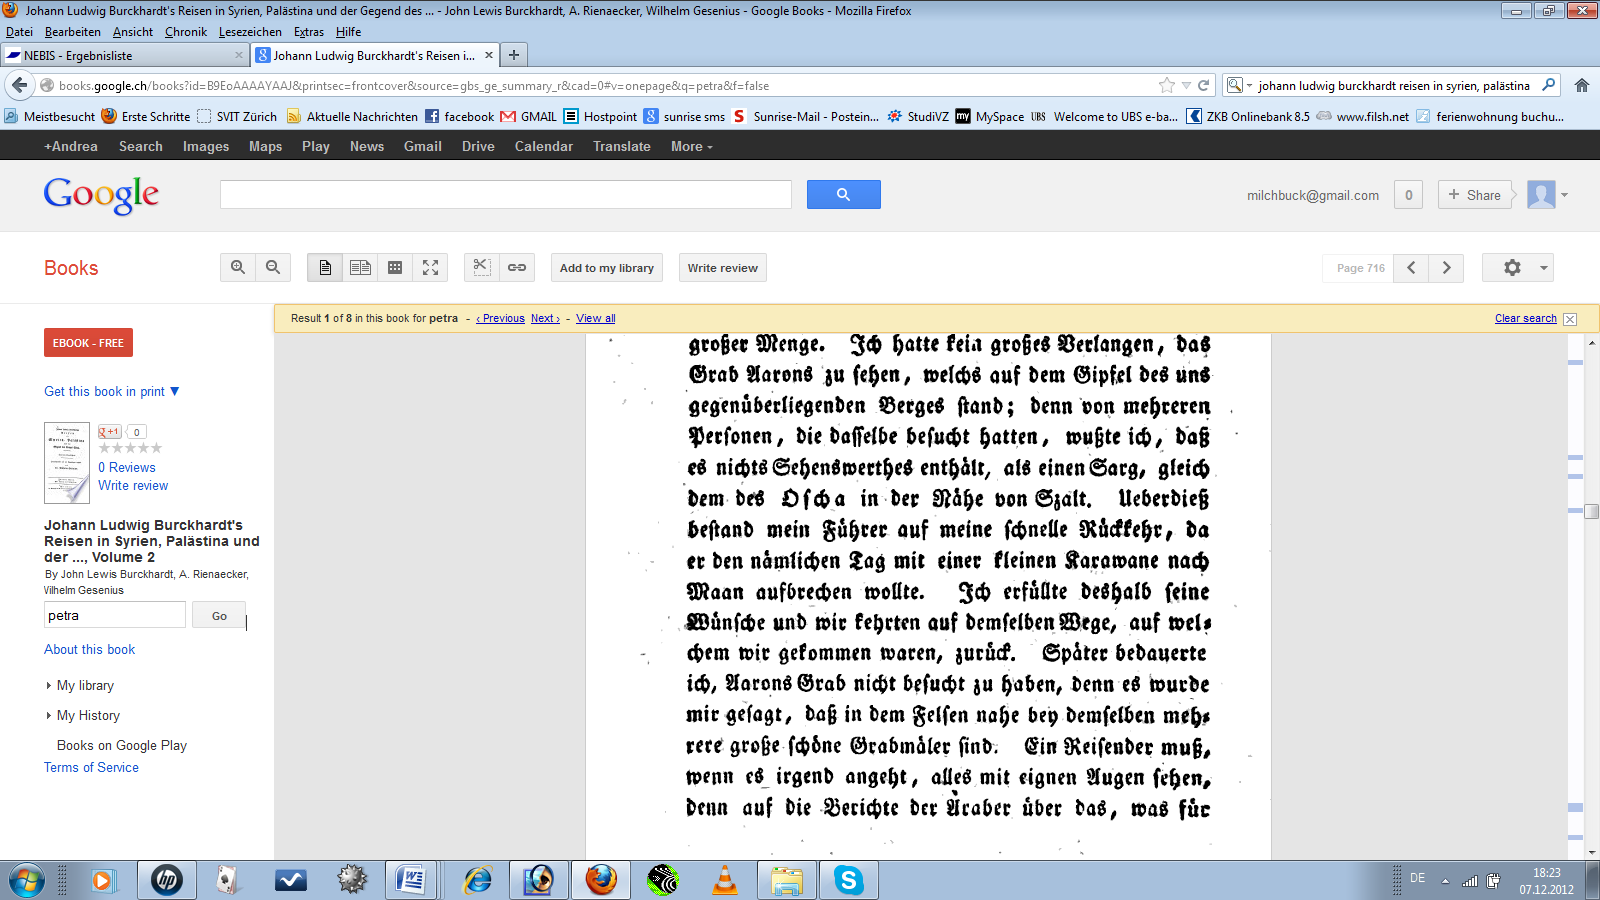 Johann Ludwig Burckhardt's Reisen in Syrien, Palästina und der Gegend des ... - John Lewis Burckhardt, A. Rienaecker, Wilhelm Gesenius - Google Books - Mozilla Firefox
Datei Bearbeiten Ansicht Chronik Lesezeichen Extras Hilfe
NEBIS - Ergebnisliste
Johann Ludwig Burckhardt's Reisen i...
books.google.ch/books?id=B9EoAAAAYAAJ&printsec=frontcover&source=gbs_ge_summary_r&cad=0#v=onepage&q=petra&f=false
johann ludwig burckhardt reisen in syrien, palästina
Meistbesucht Erste Schritte SVIT Zürich Aktuelle Nachrichten facebook GMAIL Hostpoint sunrise sms Sunrise-Mail - Postein... StudiVZ MySpace UBS Welcome to UBS e-ba... ZKB Onlinebank 8.5 www.filsh.net ferienwohnung buchu...
+Andrea Search Images Maps Play News Gmail Drive Calendar Translate More
Google
milchbuck@gmail.com 0 + Share
Books
Add to my library Write review
Page 716
Result 1 of 8 in this book for petra - ‹ Previous Next › - View all
Clear search
EBOOK - FREE
Get this book in print ▼
+1 0
0 Reviews
Write review
Johann Ludwig Burckhardt's
Reisen in Syrien, Palästina und
der ..., Volume 2
By John Lewis Burckhardt, A. Rienaecker,
Wilhelm Gesenius
petra Go
About this book
My library
My History
Books on Google Play
Terms of Service
großer Menge. Ich hatte kein großes Verlangen, das
Grab Aarons zu sehen, welchs auf dem Gipfel des uns
gegenüberliegenden Berges stand; denn von mehreren
Personen, die dasselbe besucht hatten, wußte ich, daß
es nichts Sehenswerthes enthält, als einen Sarg, gleich
dem des Oscha in der Nähe von Szalt. Ueberdieß
bestand mein Führer auf meine schnelle Rückkehr, da
er den nämlichen Tag mit einer kleinen Karawane nach
Maan aufbrechen wollte. Ich erfüllte deshalb seine
Wünsche und wir kehrten auf demselben Wege, auf wel-
chem wir gekommen waren, zurück. Später bedauerte
ich, Aarons Grab nicht besucht zu haben, denn es wurde
mir gesagt, daß in dem Felsen nahe bey demselben meh-
rere große schöne Grabmäler sind. Ein Reisender muß,
wenn es irgend angeht, alles mit eignen Augen sehen,
denn auf die Berichte der Araber über das, was für
DE
18:23
07.12.2012